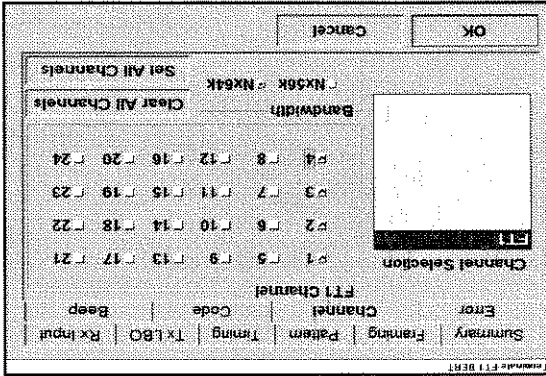 Terminate FT1 BERT
Summary Framing Pattern Timing Tx LBO Rx Input
Error Channel Code Beep
FT1 Channel
Channel Selection
FT1
1 5 9 13 17 21
2 6 10 14 18 22
3 7 11 15 19 23
4 8 12 16 20 24
Bandwidth
Nx56k Nx64k
Clear All Channels
Set All Channels
OK Cancel